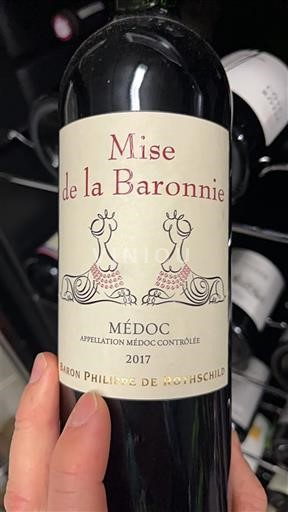 Mise
de la Baronnie
MÉDOC
APPELLATION MÉDOC CONTRÔLÉE
2017
BARON PHILIPPE DE ROTHSCHILD